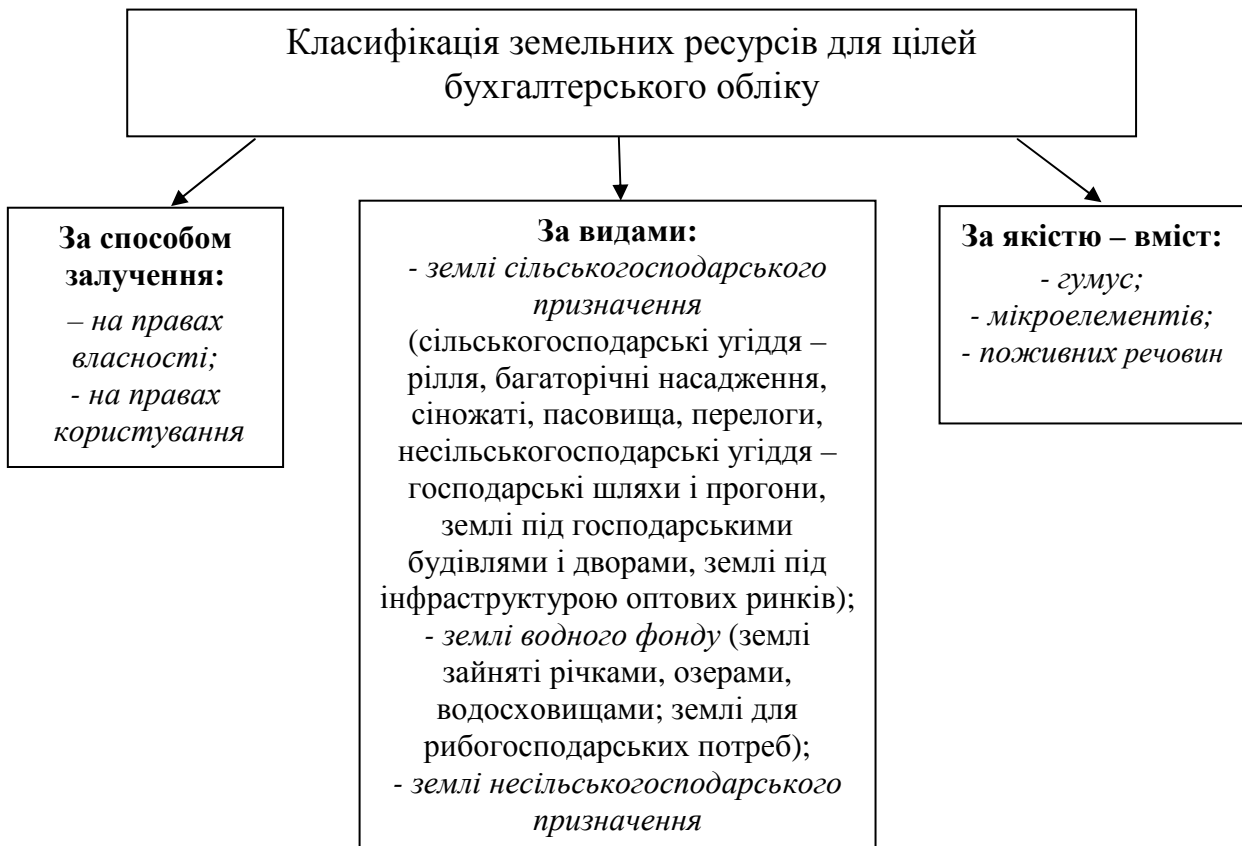 Класифікація земельних ресурсів для цілей
бухгалтерського обліку
За способом
залучення:
– на правах
власності;
- на правах
користування
За видами:
- землі сільськогосподарського
призначення
(сільськогосподарські угіддя –
рілля, багаторічні насадження,
сіножаті, пасовища, перелоги,
несільськогосподарські угіддя –
господарські шляхи і прогони,
землі під господарськими
будівлями і дворами, землі під
інфраструктурою оптових ринків);
- землі водного фонду (землі
зайняті річками, озерами,
водосховищами; землі для
рибогосподарських потреб);
- землі несільськогосподарського
призначення
За якістю – вміст:
- гумус;
- мікроелементів;
- поживних речовин